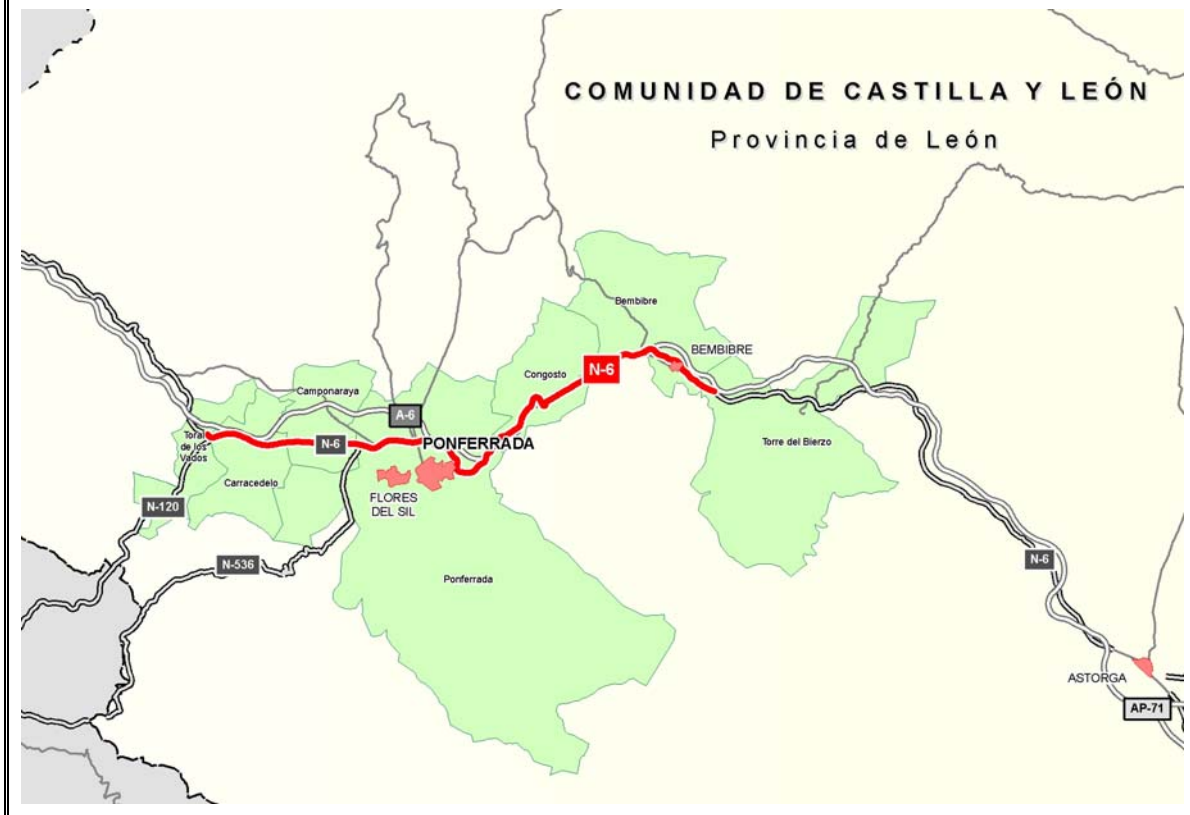 COMUNIDAD DE CASTILLA Y LEÓN
Provincia de León
Bembibre
BEMBIBRE
Congosto
N-6
Camponaraya
A-6
PONFERRADA
Toral
de los
Vados
N-6
Torre del Bierzo
Carracedelo
FLORES
DEL SIL
N-120
N-536
Ponferrada
N-6
ASTORGA
AP-71